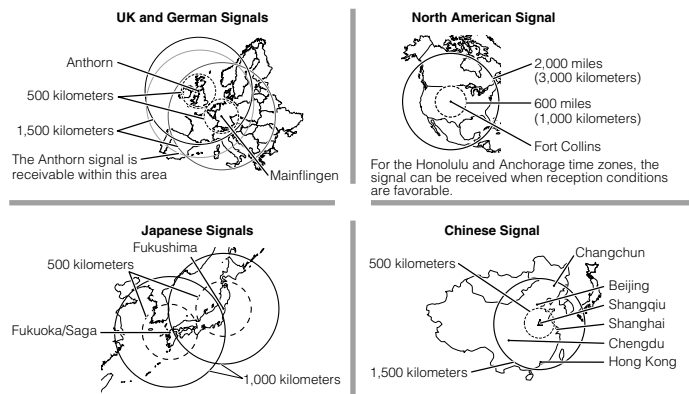 UK and German Signals
Anthorn
500 kilometers
1,500 kilometers
The Anthorn signal is
receivable within this area
Mainflingen
North American Signal
2,000 miles
(3,000 kilometers)
600 miles
(1,000 kilometers)
Fort Collins
For the Honolulu and Anchorage time zones, the
signal can be received when reception conditions
are favorable.
Japanese Signals
Fukushima
500 kilometers
Fukuoka/Saga
1,000 kilometers
Chinese Signal
Changchun
500 kilometers
Beijing
Shangqiu
Shanghai
Chengdu
Hong Kong
1,500 kilometers